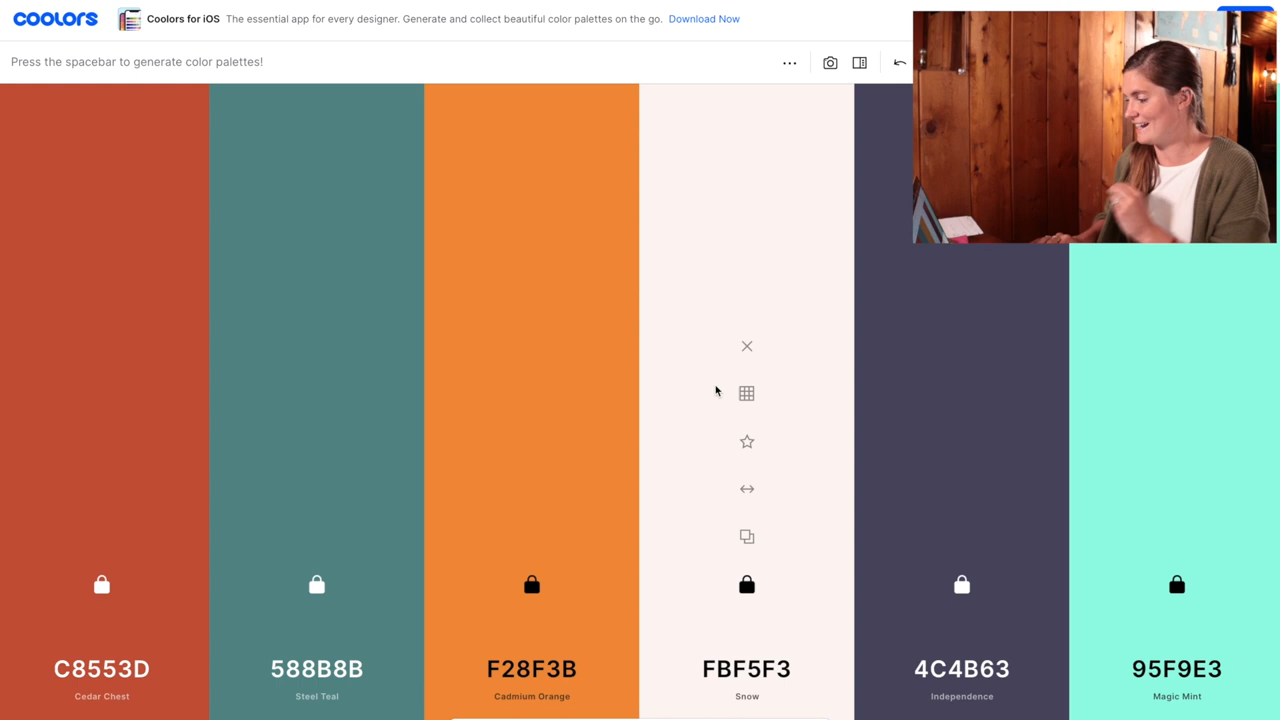 coolors
Coolors for iOS The essential app for every designer. Generate and collect beautiful color palettes on the go. Download Now
Press the spacebar to generate color palettes!
C8553D
Cedar Chest
588B8B
Steel Teal
F28F3B
Cadmium Orange
FBF5F3
Snow
4C4B63
Independence
95F9E3
Magic Mint